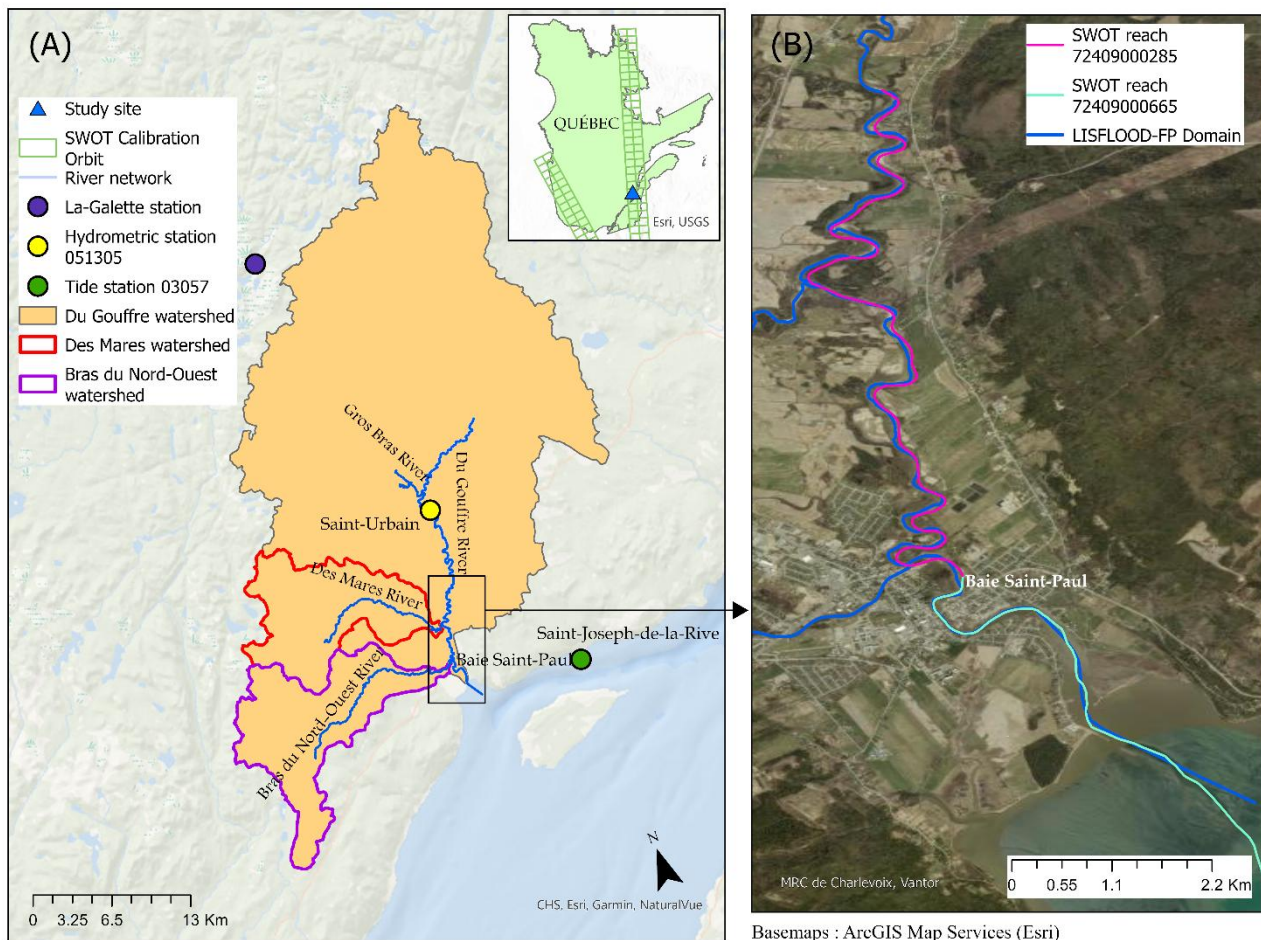 (A)
Study site
SWOT Calibration
Orbit
River network
La-Galette station
Hydrometric station
051305
Tide station 03057
Du Gouffre watershed
Des Mares watershed
Bras du Nord-Ouest
watershed
QUÉBEC
Esri, USGS
Gros Bras River
Du Gouffre River
Saint-Urbain
Des Mares River
Saint-Joseph-de-la-Rive
Baie Saint-Paul
Bras du Nord-Ouest River
N
0 3.25 6.5 13 Km
CHS, Esri, Garmin, NaturalVue
(B)
SWOT reach
72409000285
SWOT reach
72409000665
LISFLOOD-FP Domain
Baie Saint-Paul
MRC de Charlevoix, Vantor
0 0.55 1.1 2.2 Km
Basemaps : ArcGIS Map Services (Esri)